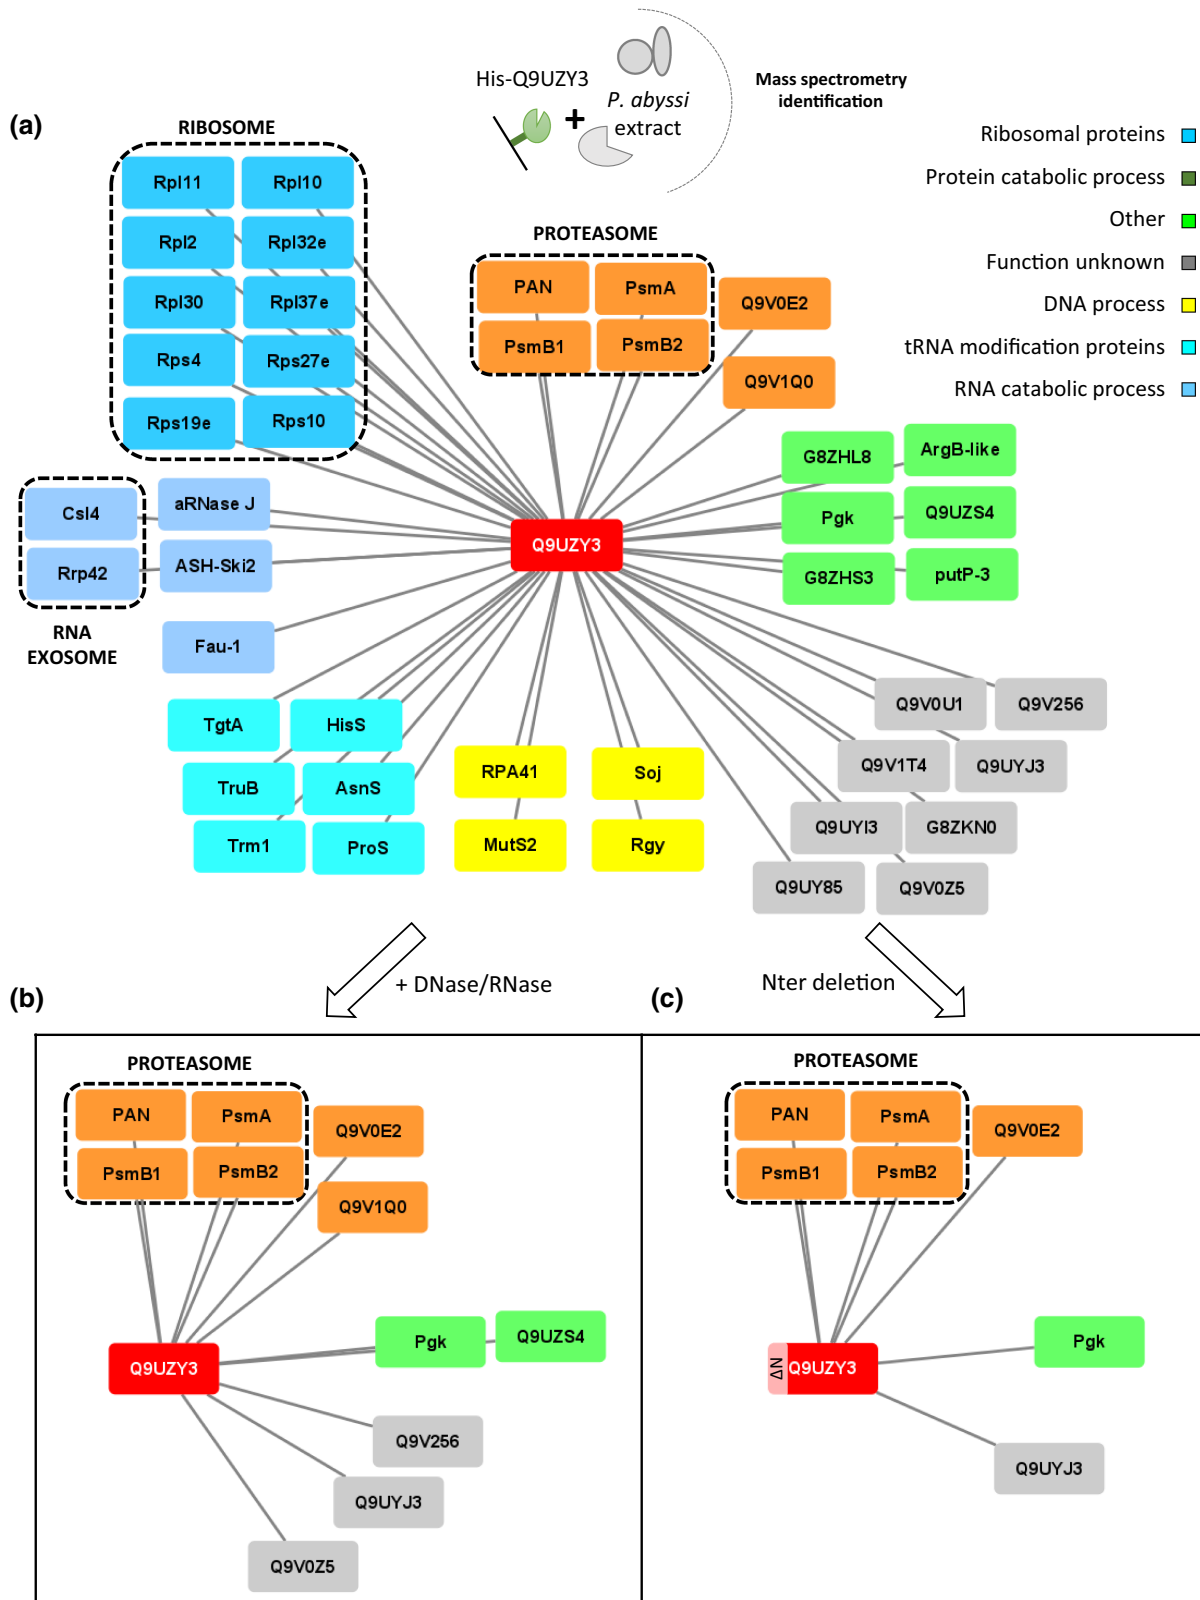 His-Q9UZY3
+
P. abyssi
extract
Mass spectrometry
identification
(a)
RIBOSOME
Rpl11
Rpl10
Rpl2
Rpl32e
Rpl30
Rpl37e
Rps4
Rps27e
Rps19e
Rps10
PROTEASOME
PAN
PsmA
PsmB1
PsmB2
Q9V0E2
Q9V1Q0
Ribosomal proteins
Protein catabolic process
Other
Function unknown
DNA process
tRNA modification proteins
RNA catabolic process
G8ZHL8
ArgB-like
Pgk
Q9UZS4
G8ZHS3
putP-3
Csl4
aRNase J
Rrp42
ASH-Ski2
RNA
EXOSOME
Fau-1
Q9UZY3
TgtA
HisS
TruB
AsnS
Trm1
ProS
RPA41
Soj
MutS2
Rgy
Q9V0U1
Q9V256
Q9V1T4
Q9UYJ3
Q9UYI3
G8ZKN0
Q9UY85
Q9V0Z5
+ DNase/RNase
Nter deletion
(b)
PROTEASOME
PAN
PsmA
PsmB1
PsmB2
Q9V0E2
Q9V1Q0
Q9UZY3
Pgk
Q9UZS4
Q9V256
Q9UYJ3
Q9V0Z5
(c)
PROTEASOME
PAN
PsmA
PsmB1
PsmB2
Q9V0E2
ΔN
Q9UZY3
Pgk
Q9UYJ3